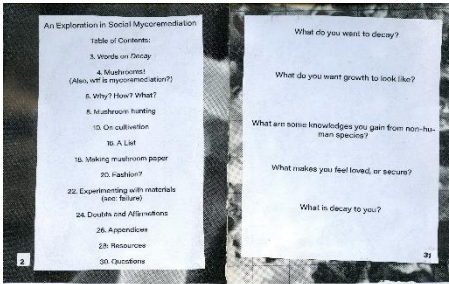 An Exploration in Social Mycoremediation
Table of Contents:
3. Words on Decay
4. Mushrooms!
(Also, wtf is mycoremediation?)
6. Why? How? What?
8. Mushroom hunting
10. On cultivation
16. A List
18. Making mushroom paper
20. Fashion?
22. Experimenting with materials
(see: failure)
24. Doubts and Affirmations
26. Appendices
28: Resources
30. Questions
2
What do you want to decay?
What do you want growth to look like?
What are some knowledges you gain from non-hu-
man species?
What makes you feel loved, or secure?
What is decay to you?
31